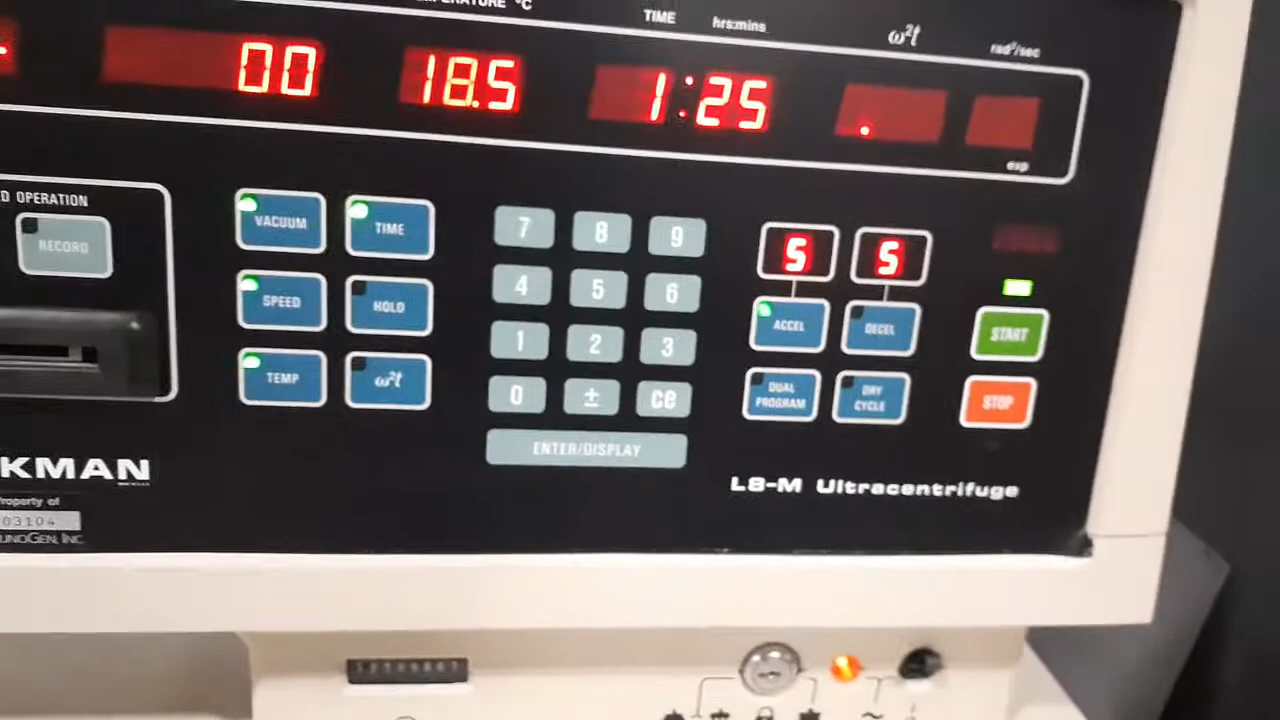 TIME hrs:mins ω²t rad²/sec
00 18.5 1:25 .
exp
OPERATION
RECORD
VACUUM TIME
SPEED HOLD
TEMP ω²t
7 8 9
4 5 6
1 2 3
0 ± ce
ENTER/DISPLAY
5 5
ACCEL DECEL
DUAL PROGRAM DRY CYCLE
START
STOP
KMAN
Property of
03104
UNOGEN, INC.
L8-M Ultracentrifuge